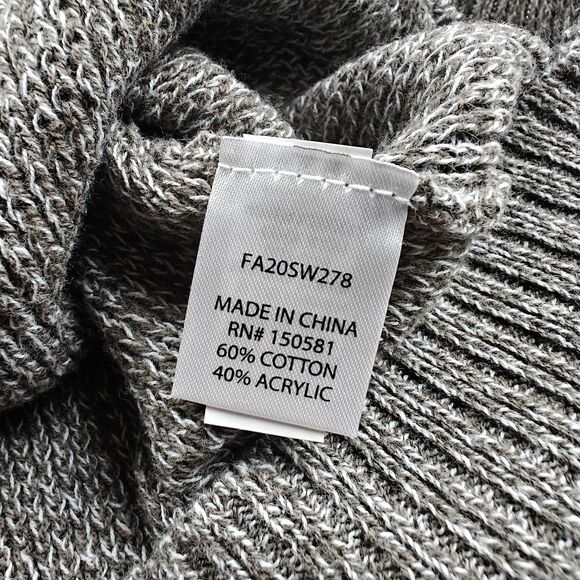 FA20SW278
MADE IN CHINA
RN# 150581
60% COTTON
40% ACRYLIC